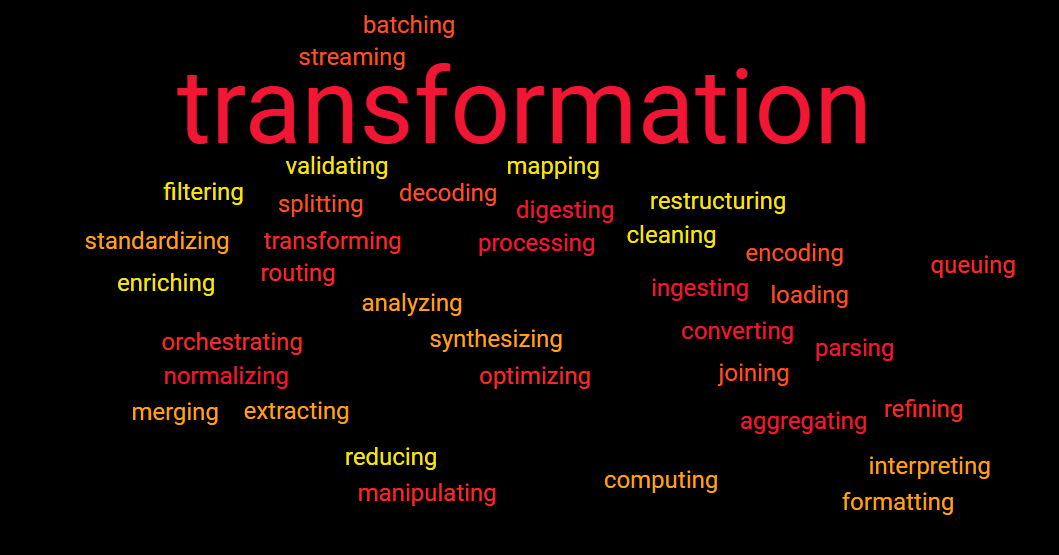 batching
streaming
transformation
validating mapping
filtering splitting decoding digesting restructuring
standardizing transforming processing cleaning encoding
enriching routing ingesting loading queuing
analyzing
orchestrating synthesizing converting parsing
normalizing optimizing joining
merging extracting aggregating refining
reducing interpreting
manipulating computing formatting